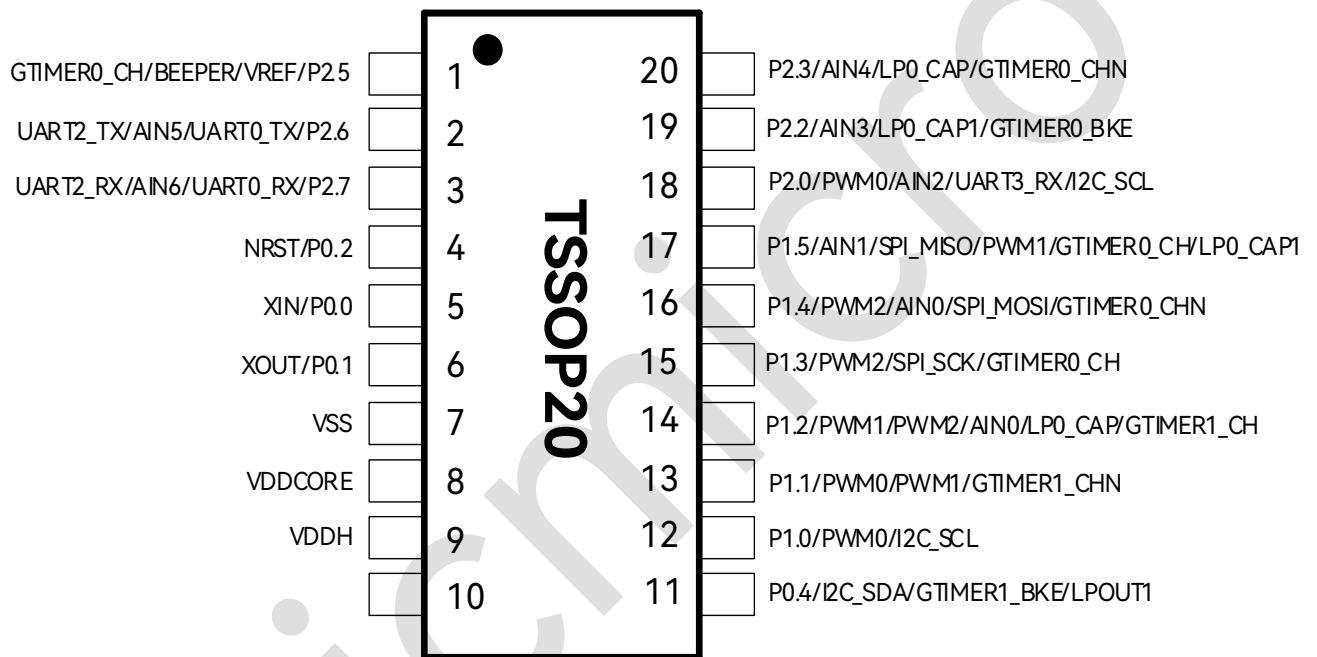 GTIMER0_CH/BEEPER/VREF/P2.5 1
UART2_TX/AIN5/UART0_TX/P2.6 2
UART2_RX/AIN6/UART0_RX/P2.7 3
NRST/P0.2 4
XIN/P0.0 5
XOUT/P0.1 6
VSS 7
VDDCORE 8
VDDH 9
10
TSSOP20
20 P2.3/AIN4/LP0_CAP/GTIMER0_CHN
19 P2.2/AIN3/LP0_CAP1/GTIMER0_BKE
18 P2.0/PWM0/AIN2/UART3_RX/I2C_SCL
17 P1.5/AIN1/SPI_MISO/PWM1/GTIMER0_CH/LP0_CAP1
16 P1.4/PWM2/AIN0/SPI_MOSI/GTIMER0_CHN
15 P1.3/PWM2/SPI_SCK/GTIMER0_CH
14 P1.2/PWM1/PWM2/AIN0/LP0_CAP/GTIMER1_CH
13 P1.1/PWM0/PWM1/GTIMER1_CHN
12 P1.0/PWM0/I2C_SCL
11 P0.4/I2C_SDA/GTIMER1_BKE/LPOUT1
icmicro